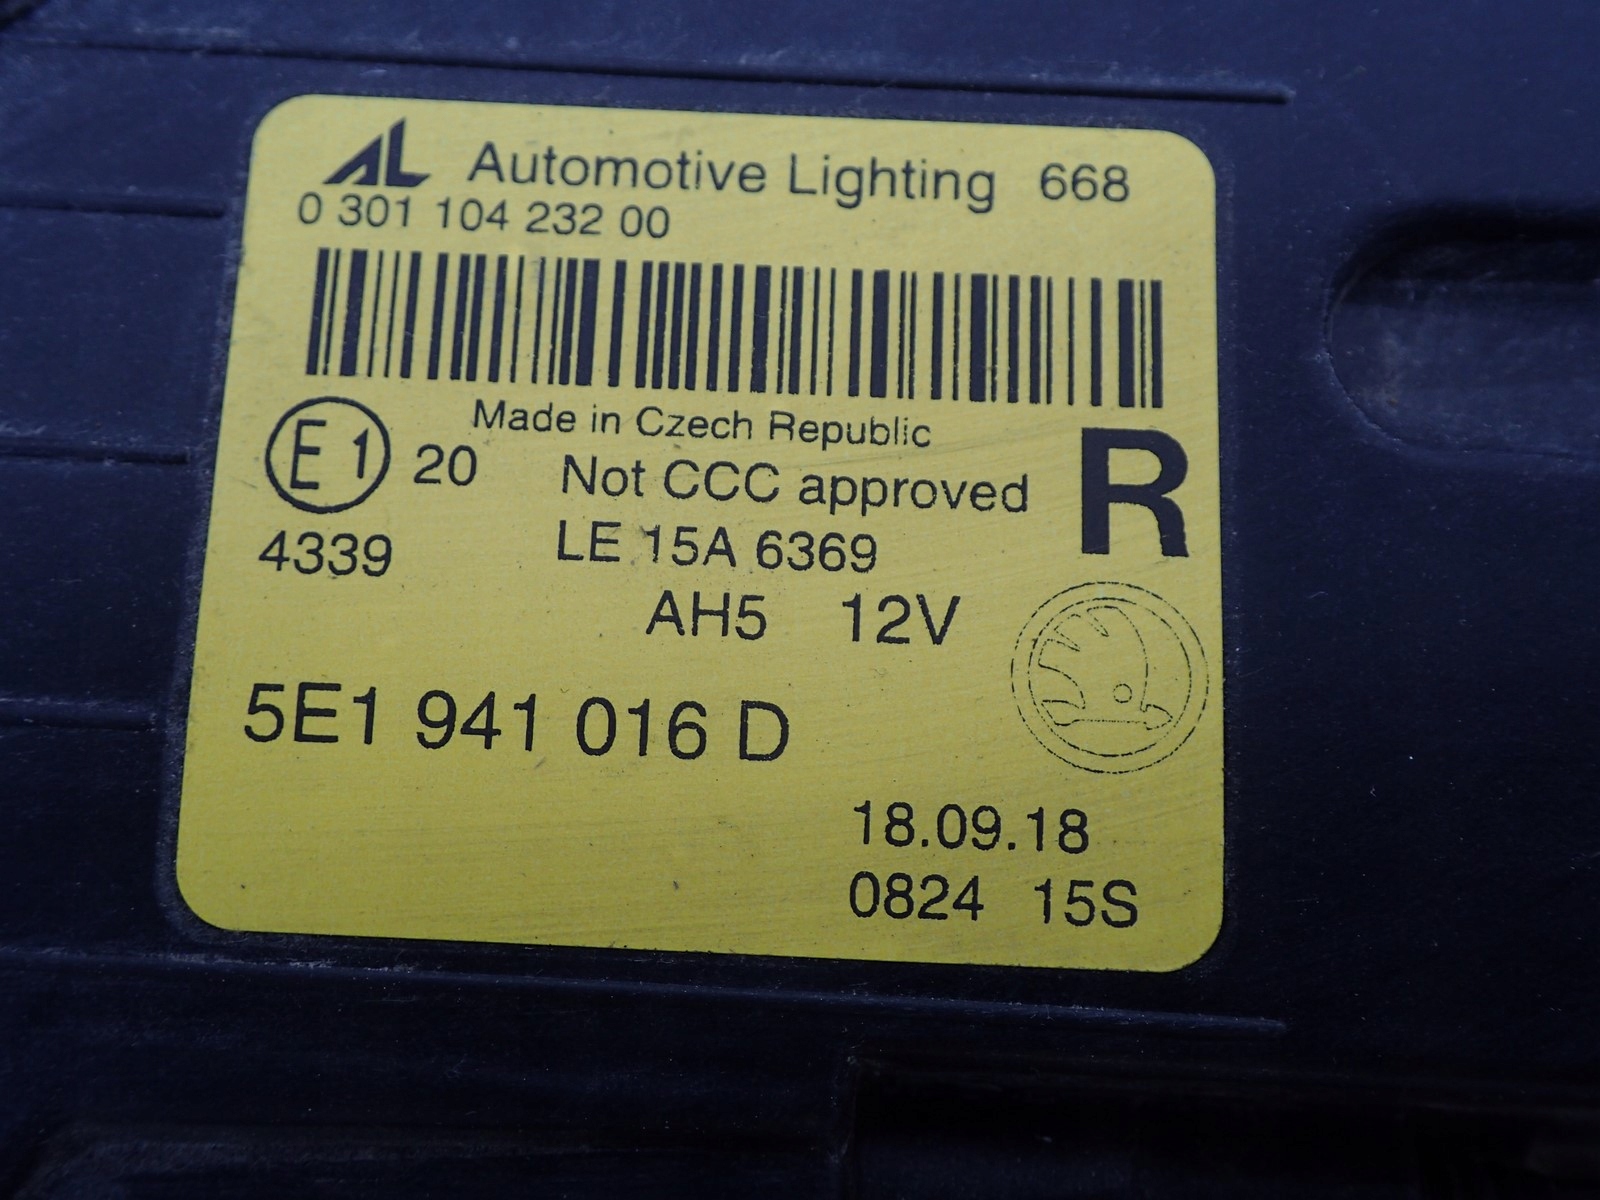 AL Automotive Lighting 668
0 301 104 232 00
Made in Czech Republic
E1 20 Not CCC approved R
4339 LE 15A 6369
AH5 12V
5E1 941 016 D
18.09.18
0824 15S